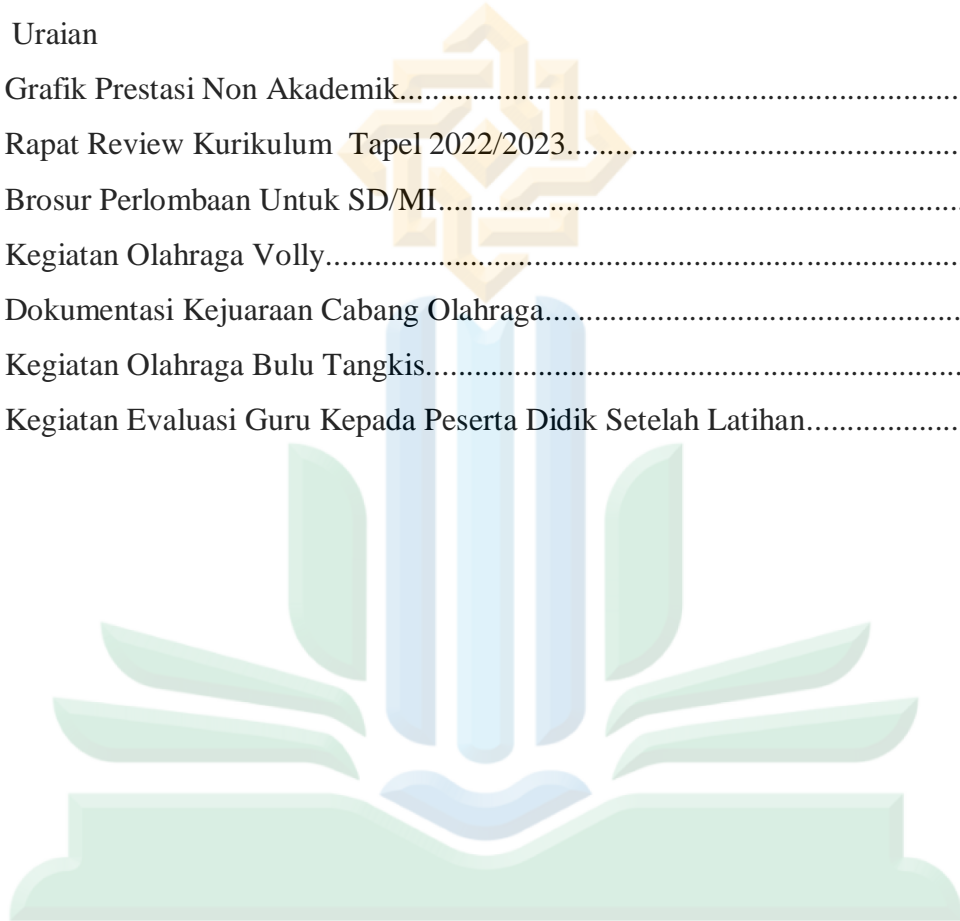 Uraian
Grafik Prestasi Non Akademik......................................................................
Rapat Review Kurikulum  Tapel 2022/2023................................................
Brosur Perlombaan Untuk SD/MI.................................................................
Kegiatan Olahraga Volly...............................................................................
Dokumentasi Kejuaraan Cabang Olahraga....................................................
Kegiatan Olahraga Bulu Tangkis..................................................................
Kegiatan Evaluasi Guru Kepada Peserta Didik Setelah Latihan...................